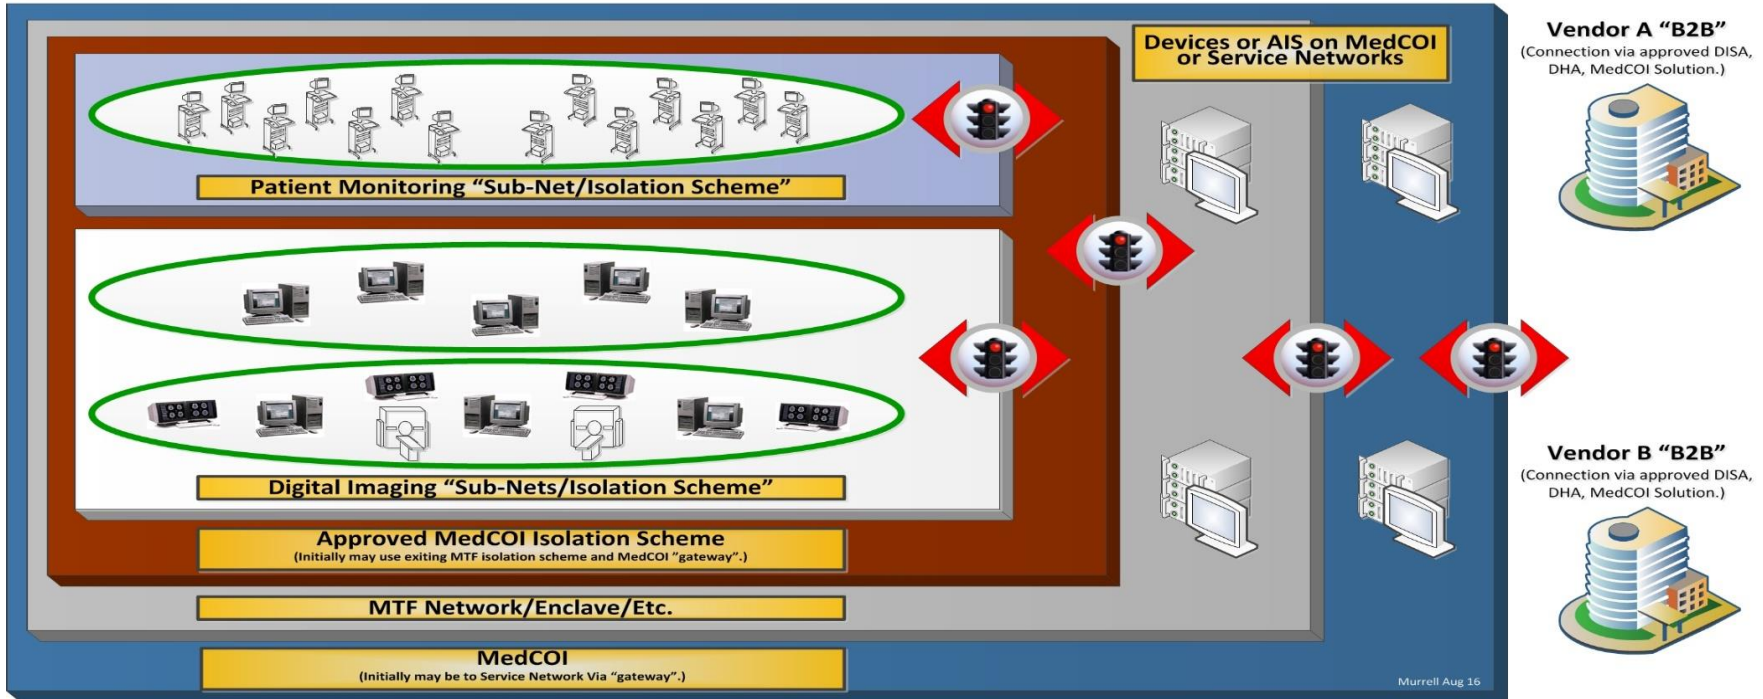 Devices or AIS on MedCOI
or Service Networks
Vendor A “B2B”
(Connection via approved DISA,
DHA, MedCOI Solution.)
Patient Monitoring “Sub-Net/Isolation Scheme”
Digital Imaging “Sub-Nets/Isolation Scheme”
Vendor B “B2B”
(Connection via approved DISA,
DHA, MedCOI Solution.)
Approved MedCOI Isolation Scheme
(Initially may use exiting MTF isolation scheme and MedCOI ”gateway”.)
MTF Network/Enclave/Etc.
MedCOI
(Initially may be to Service Network Via “gateway”.)
Murrell Aug 16